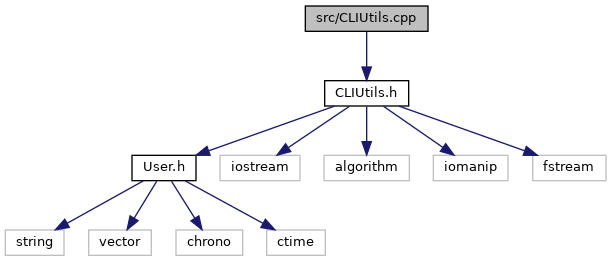 src/CLIUtils.cpp
CLIUtils.h
User.h
iostream
algorithm
iomanip
fstream
string
vector
chrono
ctime